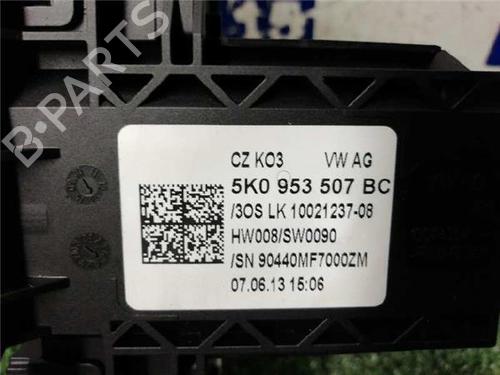 B-PARTS
CZ KO3 VW AG
5K0 953 507 BC
/3OS LK 10021237-08
HW008/SW0090
/SN 90440MF7000ZM
07.06.13 15:06